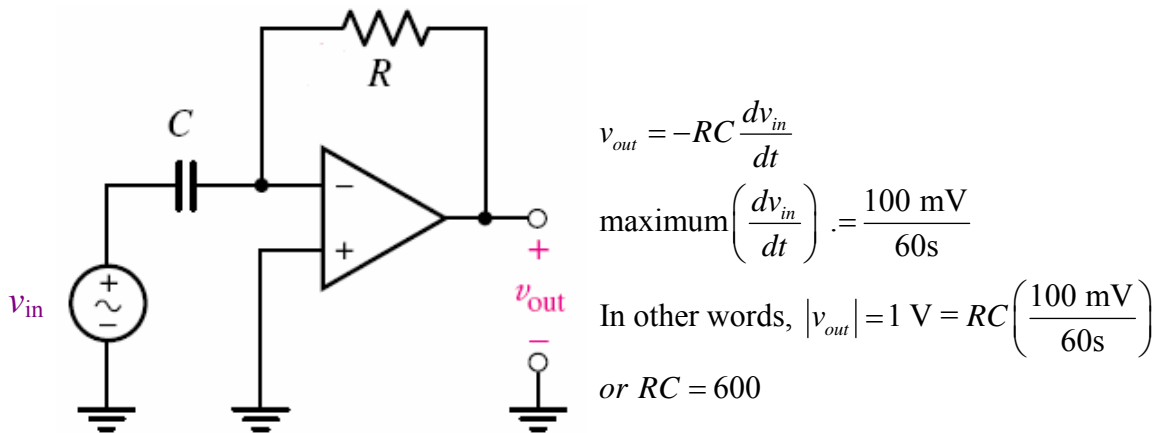 R
C
−
+
+
∼
−
v_in
+
v_out
−
v_out = −RC dv_in/dt
maximum(dv_in/dt) .= 100 mV/60s
In other words, |v_out| = 1 V = RC(100 mV/60s)
or RC = 600